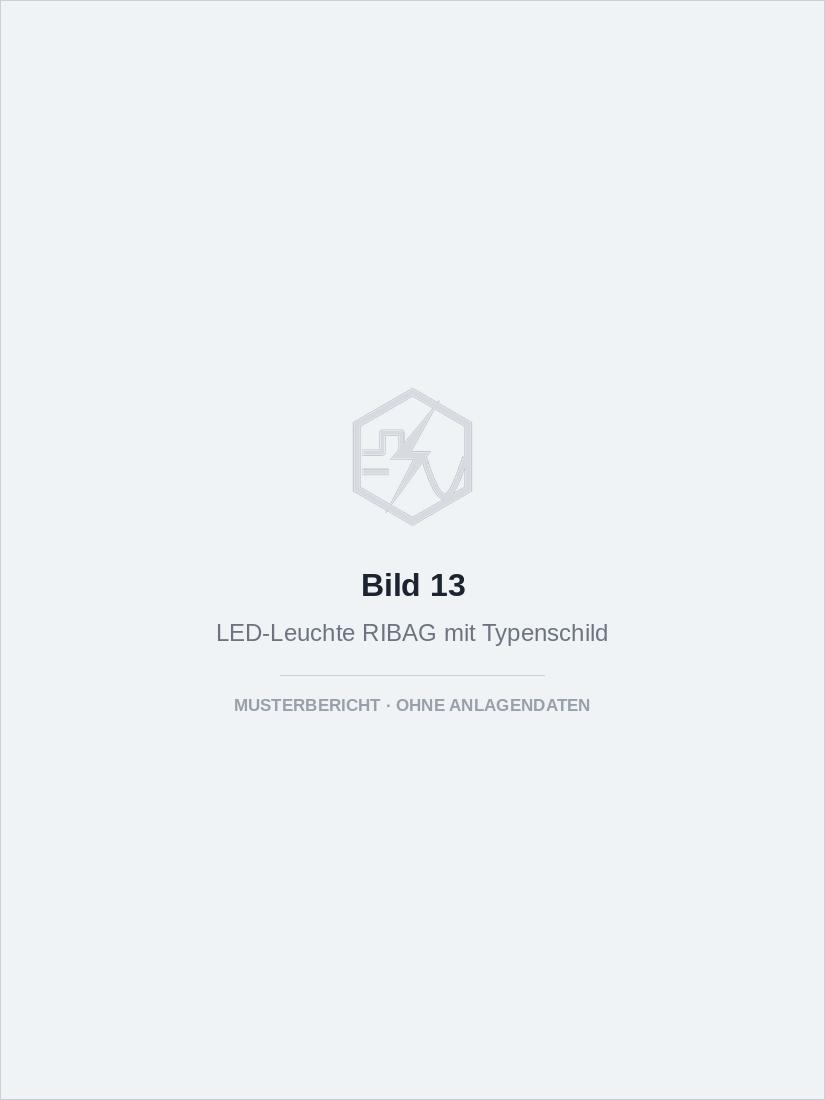 Bild 13
LED-Leuchte RIBAG mit Typenschild
MUSTERBERICHT · OHNE ANLAGENDATEN